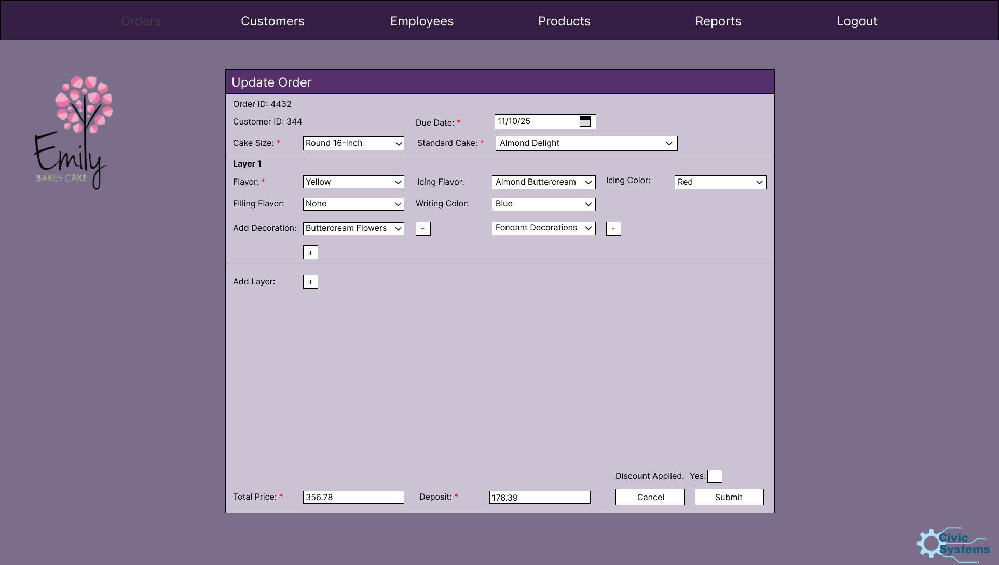 Orders Customers Employees Products Reports Logout
Emily
BAKES CAKE
Update Order
Order ID: 4432
Customer ID: 344 Due Date: * 11/10/25
Cake Size: * Round 16-Inch Standard Cake: * Almond Delight
Layer 1
Flavor: * Yellow Icing Flavor: Almond Buttercream Icing Color: Red
Filling Flavor: None Writing Color: Blue
Add Decoration: Buttercream Flowers - Fondant Decorations -
+
Add Layer: +
Discount Applied: Yes:
Total Price: * 356.78 Deposit: * 178.39 Cancel Submit
Civic
Systems